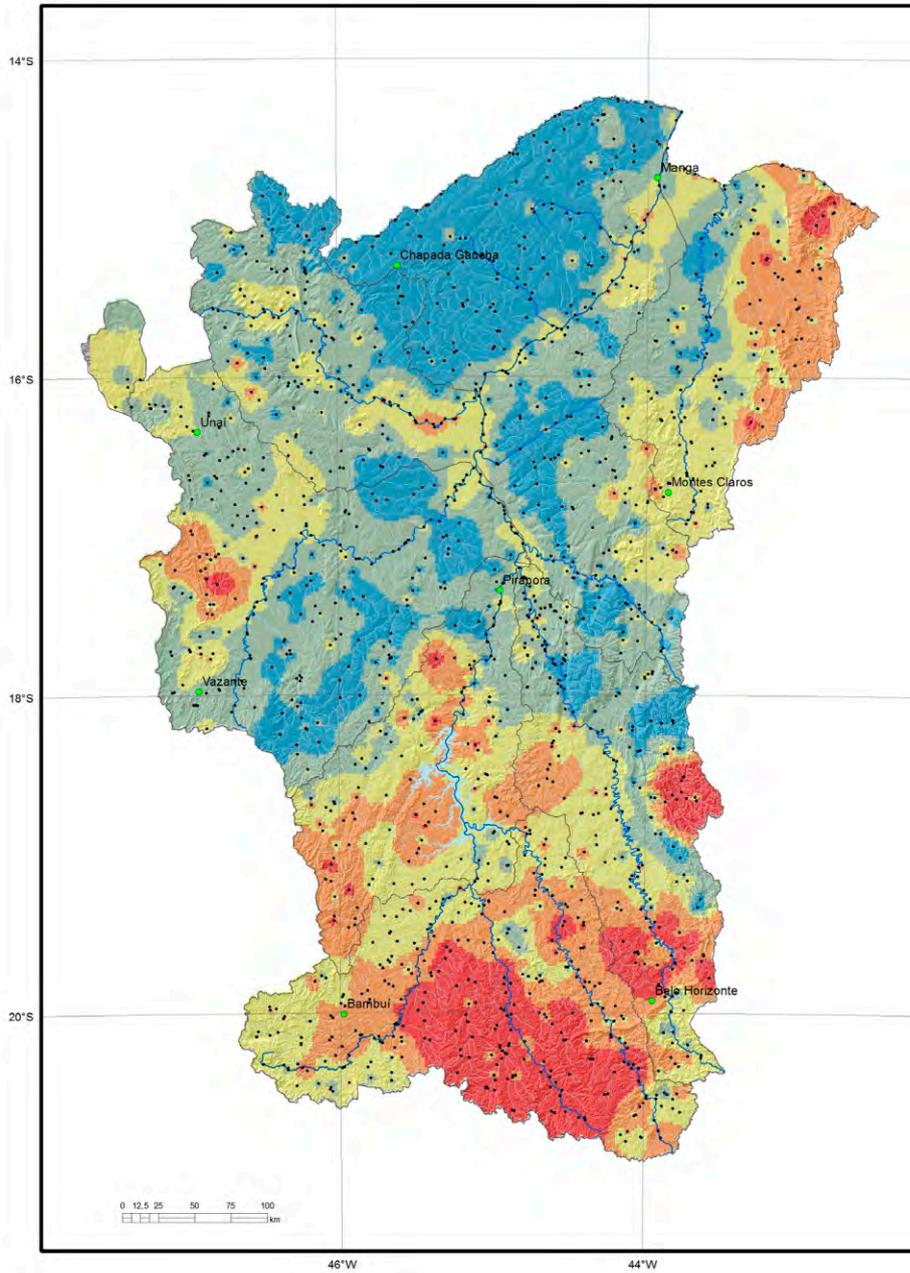 14°S
Manga
Chapada Gaúcha
16°S
Unaí
Montes Claros
Pirapora
18°S
Vazante
Belo Horizonte
20°S
Bambuí
0 12,5 25 50 75 100
km
46°W
44°W